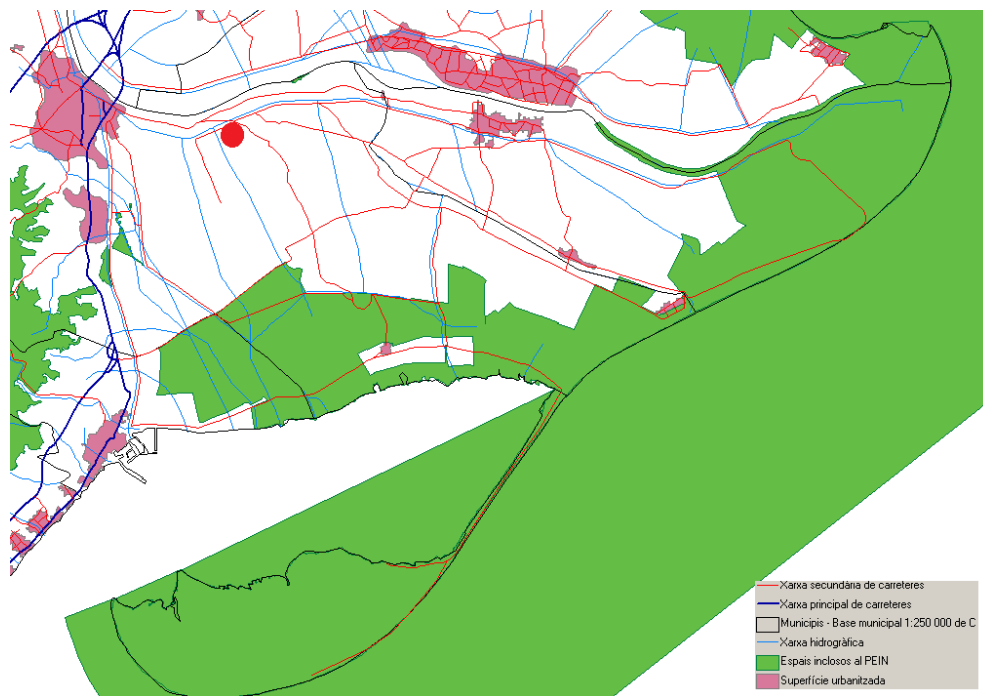 Xarxa secundària de carreteres
Xarxa principal de carreteres
Municipis - Base municipal 1:250 000 de C
Xarxa hidrogràfica
Espais inclosos al PEIN
Superfície urbanitzada